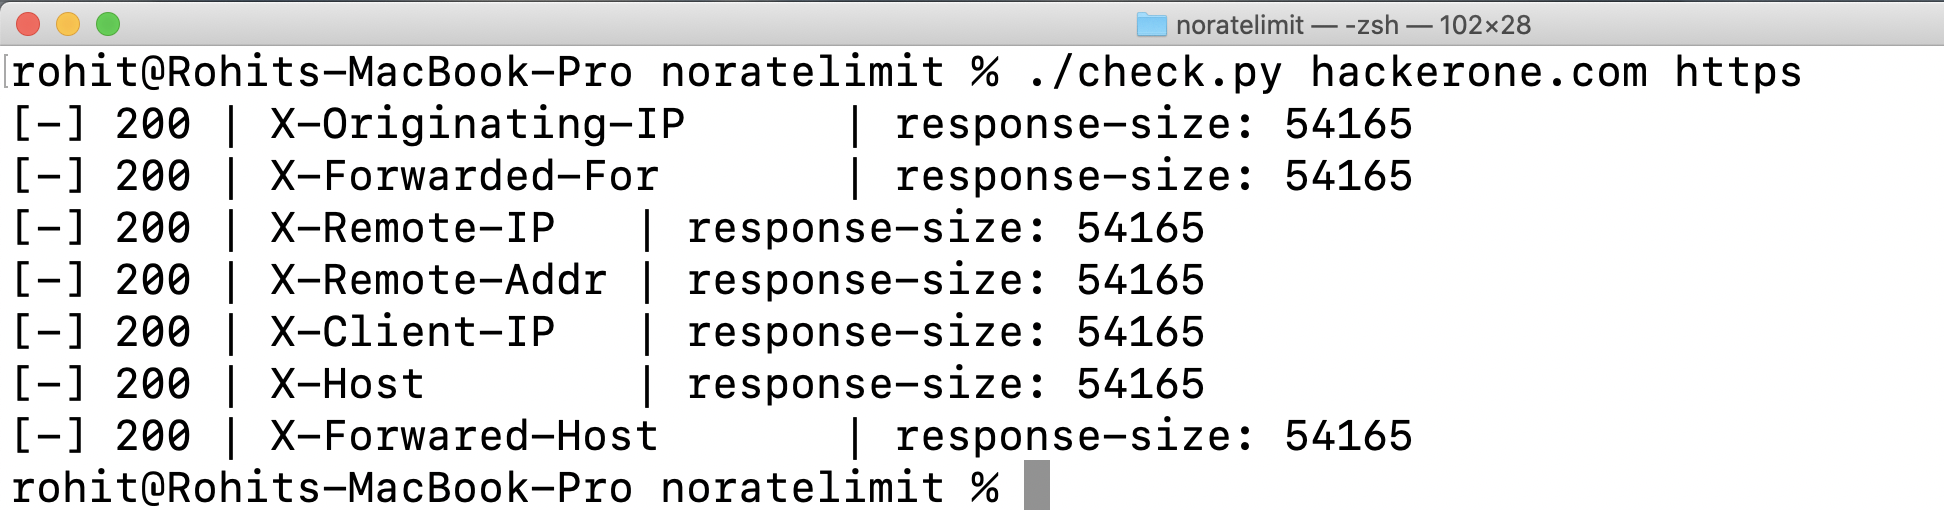 noratelimit — -zsh — 102×28
rohit@Rohits-MacBook-Pro noratelimit % ./check.py hackerone.com https
[-] 200 | X-Originating-IP | response-size: 54165
[-] 200 | X-Forwarded-For | response-size: 54165
[-] 200 | X-Remote-IP | response-size: 54165
[-] 200 | X-Remote-Addr | response-size: 54165
[-] 200 | X-Client-IP | response-size: 54165
[-] 200 | X-Host | response-size: 54165
[-] 200 | X-Forwared-Host | response-size: 54165
rohit@Rohits-MacBook-Pro noratelimit %